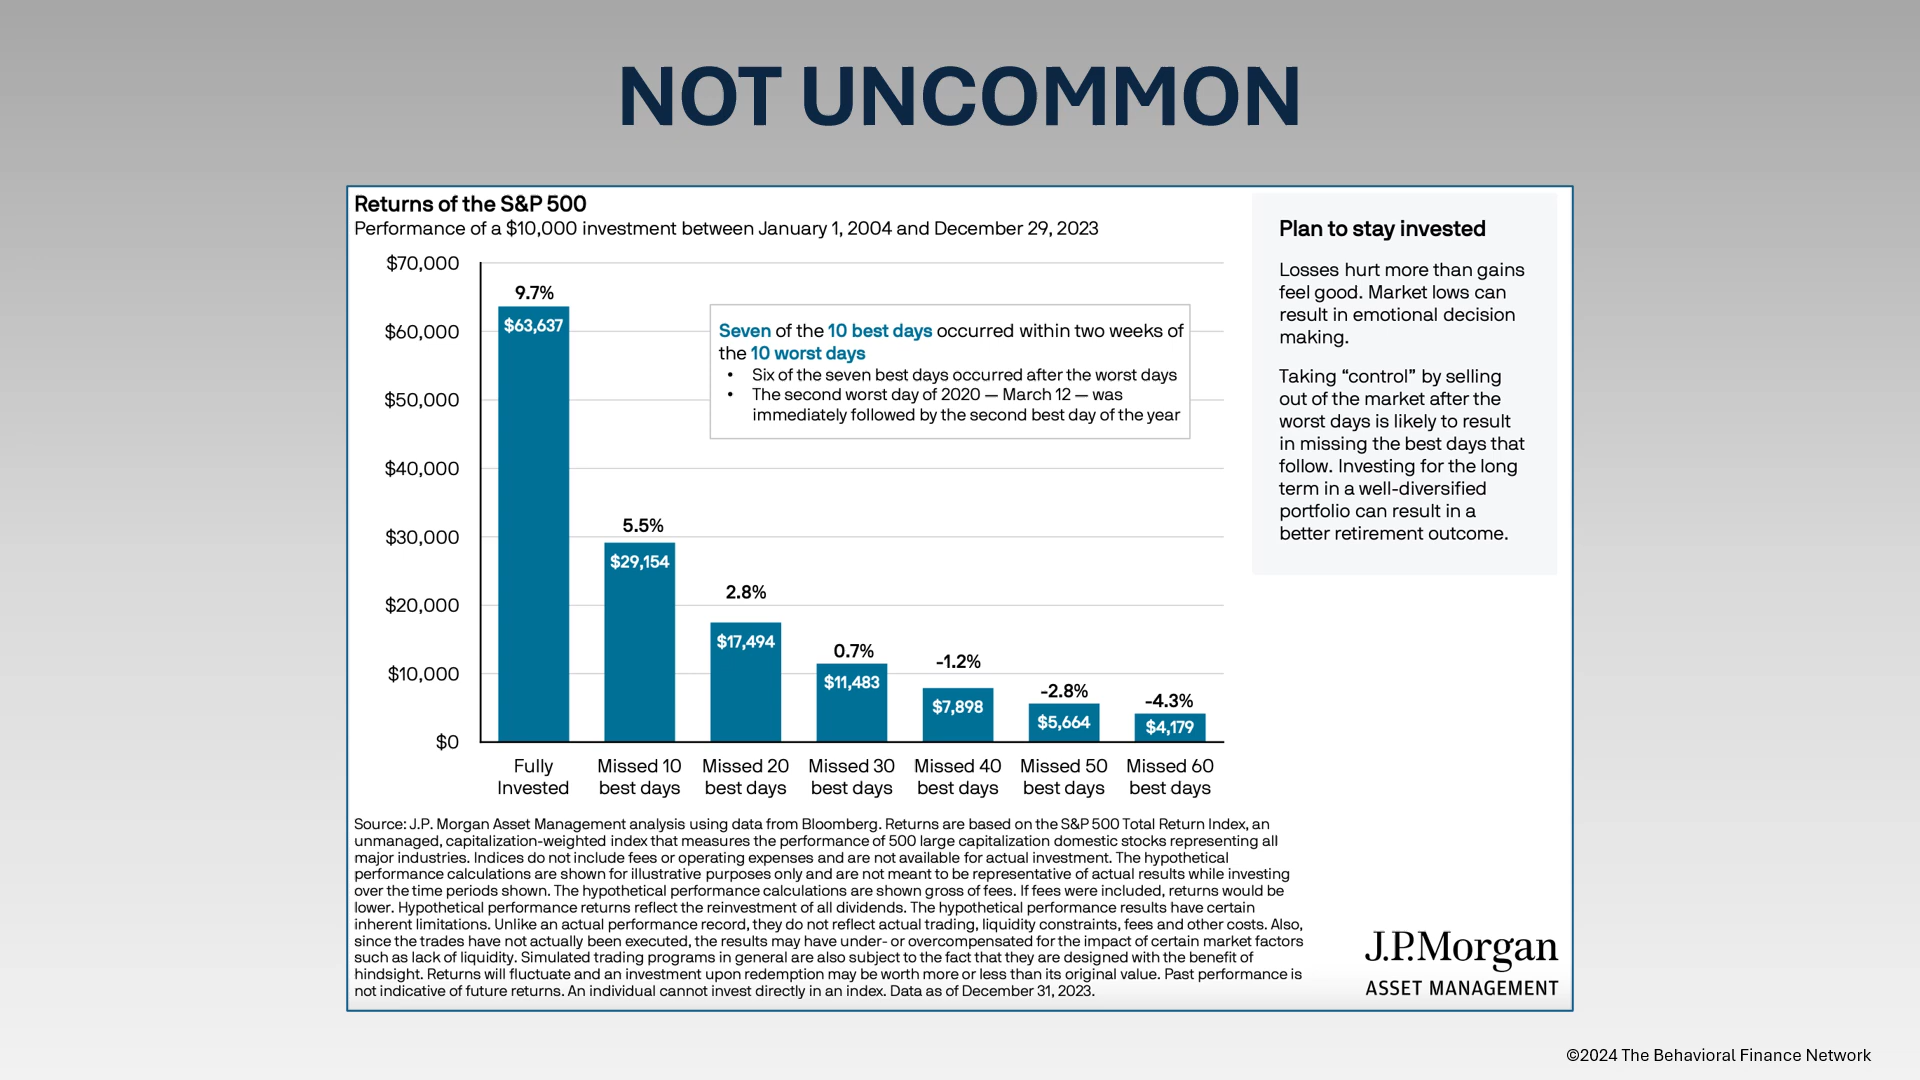 NOT UNCOMMON
Returns of the S&P 500
Performance of a $10,000 investment between January 1, 2004 and December 29, 2023
$70,000
$60,000
$50,000
$40,000
$30,000
$20,000
$10,000
$0
9.7%
$63,637
5.5%
$29,154
2.8%
$17,494
0.7%
$11,483
-1.2%
$7,898
-2.8%
$5,664
-4.3%
$4,179
Seven of the 10 best days occurred within two weeks of
the 10 worst days
• Six of the seven best days occurred after the worst days
• The second worst day of 2020 — March 12 — was
immediately followed by the second best day of the year
Fully
Invested
Missed 10
best days
Missed 20
best days
Missed 30
best days
Missed 40
best days
Missed 50
best days
Missed 60
best days
Plan to stay invested
Losses hurt more than gains
feel good. Market lows can
result in emotional decision
making.
Taking “control” by selling
out of the market after the
worst days is likely to result
in missing the best days that
follow. Investing for the long
term in a well-diversified
portfolio can result in a
better retirement outcome.
Source: J.P. Morgan Asset Management analysis using data from Bloomberg. Returns are based on the S&P 500 Total Return Index, an
unmanaged, capitalization-weighted index that measures the performance of 500 large capitalization domestic stocks representing all
major industries. Indices do not include fees or operating expenses and are not available for actual investment. The hypothetical
performance calculations are shown for illustrative purposes only and are not meant to be representative of actual results while investing
over the time periods shown. The hypothetical performance calculations are shown gross of fees. If fees were included, returns would be
lower. Hypothetical performance returns reflect the reinvestment of all dividends. The hypothetical performance results have certain
inherent limitations. Unlike an actual performance record, they do not reflect actual trading, liquidity constraints, fees and other costs. Also,
since the trades have not actually been executed, the results may have under- or overcompensated for the impact of certain market factors
such as lack of liquidity. Simulated trading programs in general are also subject to the fact that they are designed with the benefit of
hindsight. Returns will fluctuate and an investment upon redemption may be worth more or less than its original value. Past performance is
not indicative of future returns. An individual cannot invest directly in an index. Data as of December 31, 2023.
J.P.Morgan
ASSET MANAGEMENT
©2024 The Behavioral Finance Network